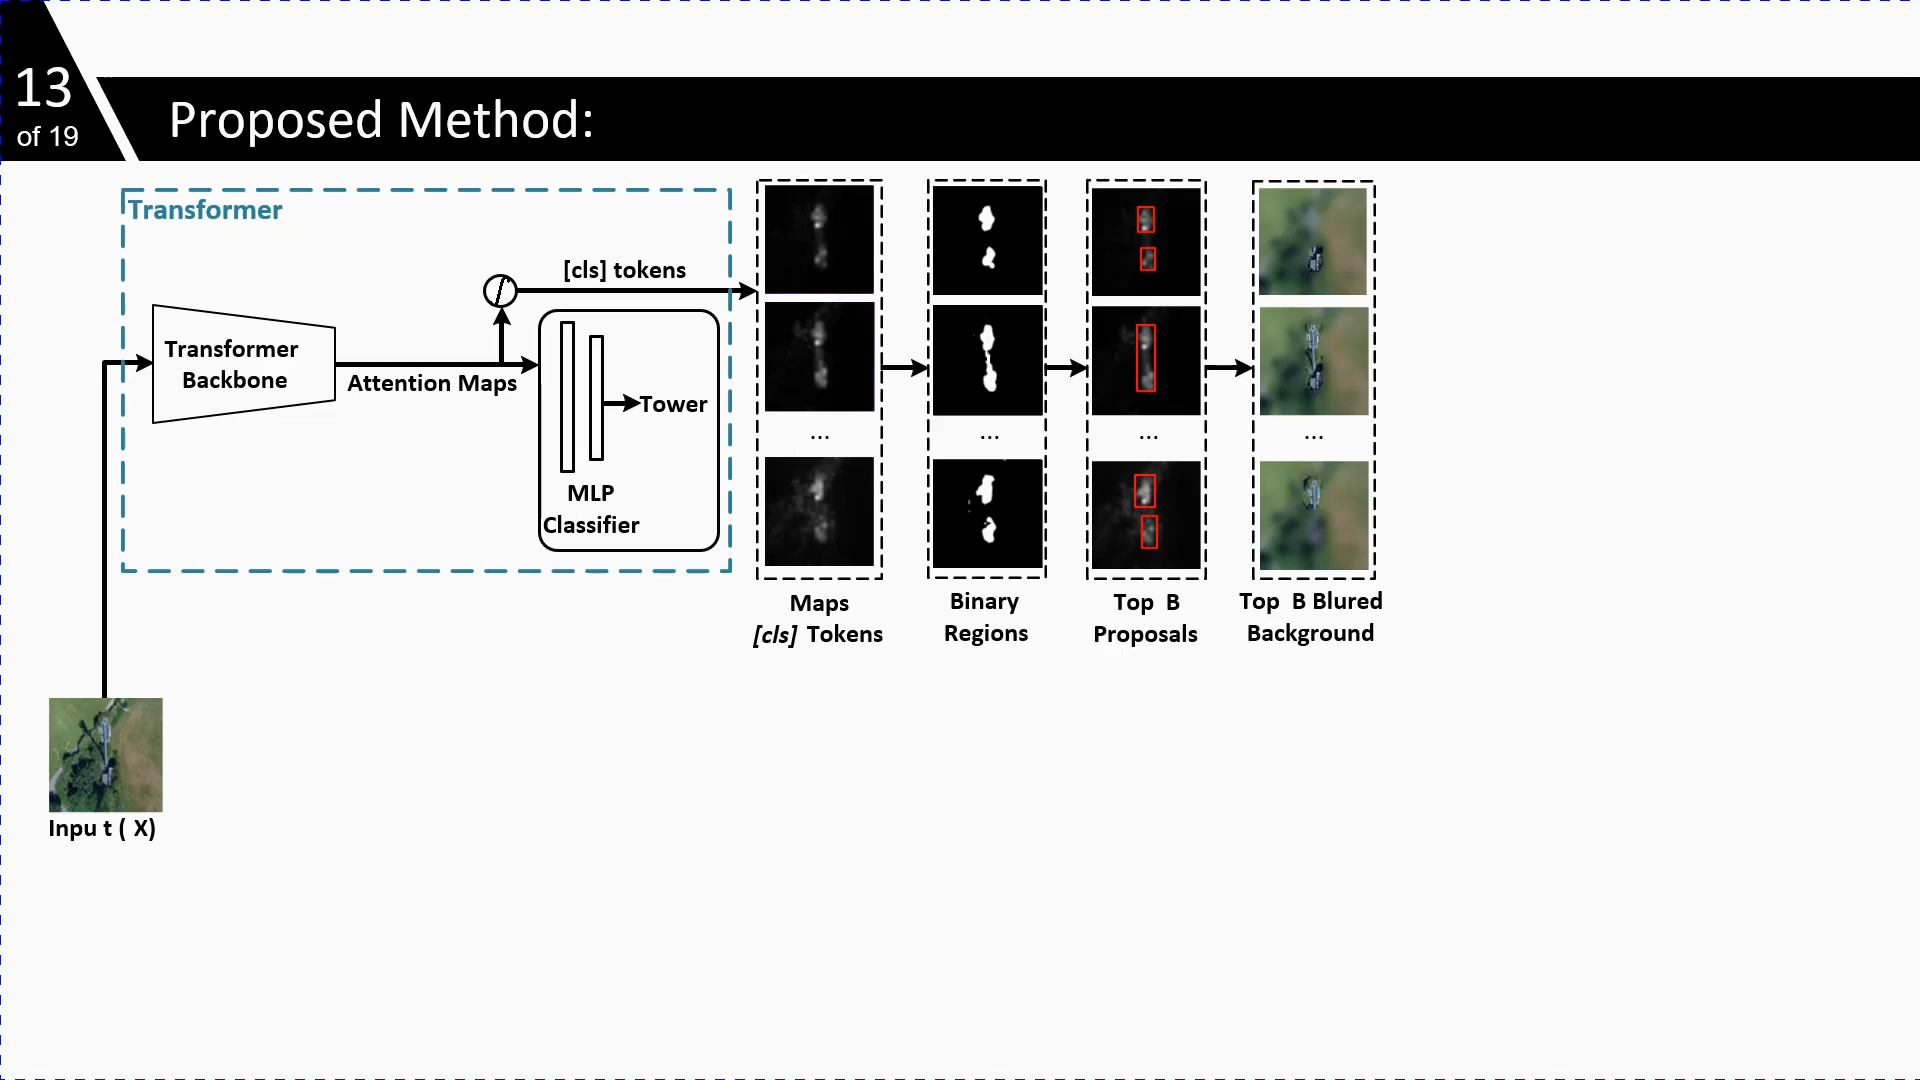 13
of 19
Proposed Method:
Transformer
[cls] tokens
Transformer
Backbone
Attention Maps
Tower
MLP
Classifier
...
...
...
...
Maps
[cls] Tokens
Binary
Regions
Top B
Proposals
Top B Blured
Background
Inpu t ( X)